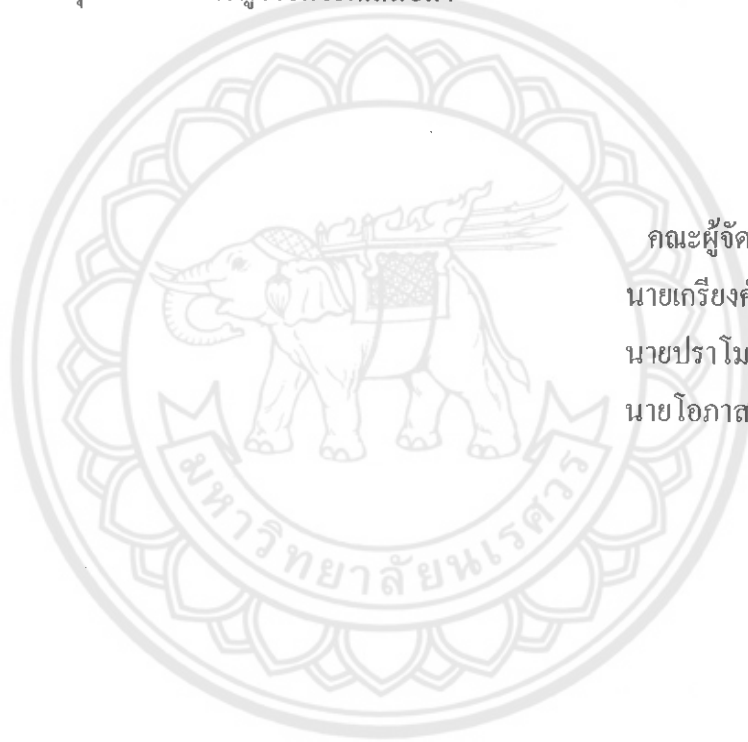 คณะผู้จัด
นายเกรียงศ
นายปราโม
นายโอภาส
มหาวิทยาลัยนเรศวร